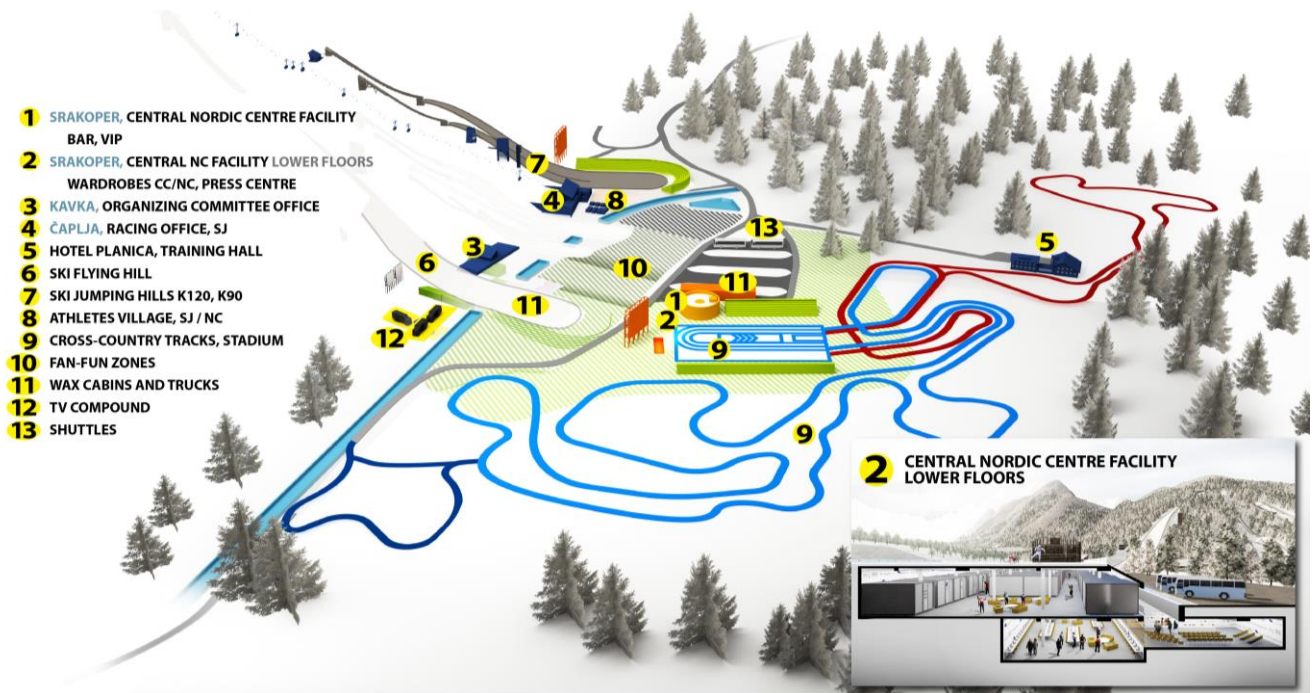 1 SRAKOPER, CENTRAL NORDIC CENTRE FACILITY
BAR, VIP
2 SRAKOPER, CENTRAL NC FACILITY LOWER FLOORS
WARDROBES CC/NC, PRESS CENTRE
3 KAVKA, ORGANIZING COMMITTEE OFFICE
4 ČAPLJA, RACING OFFICE, SJ
5 HOTEL PLANICA, TRAINING HALL
6 SKI FLYING HILL
7 SKI JUMPING HILLS K120, K90
8 ATHLETES VILLAGE, SJ / NC
9 CROSS-COUNTRY TRACKS, STADIUM
10 FAN-FUN ZONES
11 WAX CABINS AND TRUCKS
12 TV COMPOUND
13 SHUTTLES
7
4
8
13
3
5
6
10
11
11
1
2
12
9
9
2 CENTRAL NORDIC CENTRE FACILITY
LOWER FLOORS